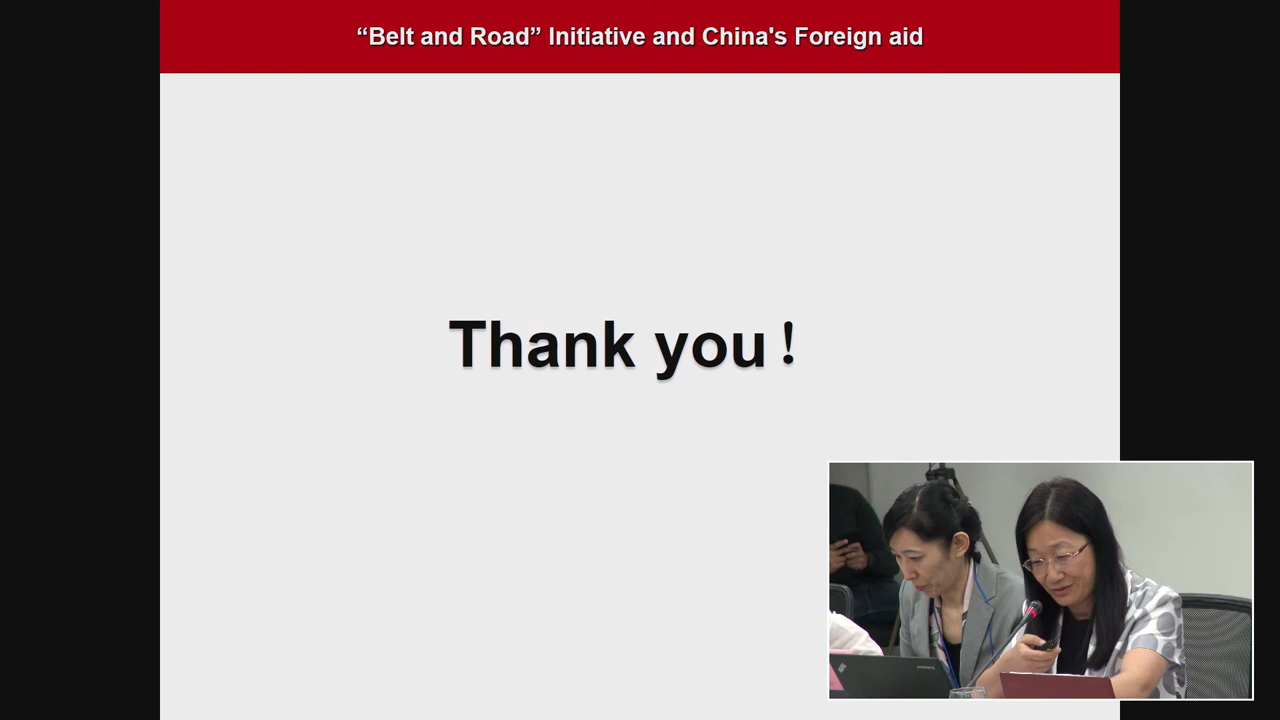 “Belt and Road” Initiative and China's Foreign aid
Thank you！